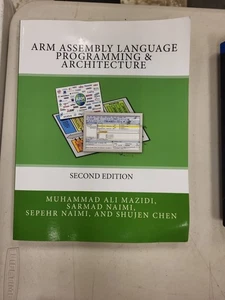 ARM ASSEMBLY LANGUAGE
PROGRAMMING &
ARCHITECTURE
SECOND EDITION
MUHAMMAD ALI MAZIDI,
SARMAD NAIMI,
SEPEHR NAIMI, AND SHUJEN CHEN